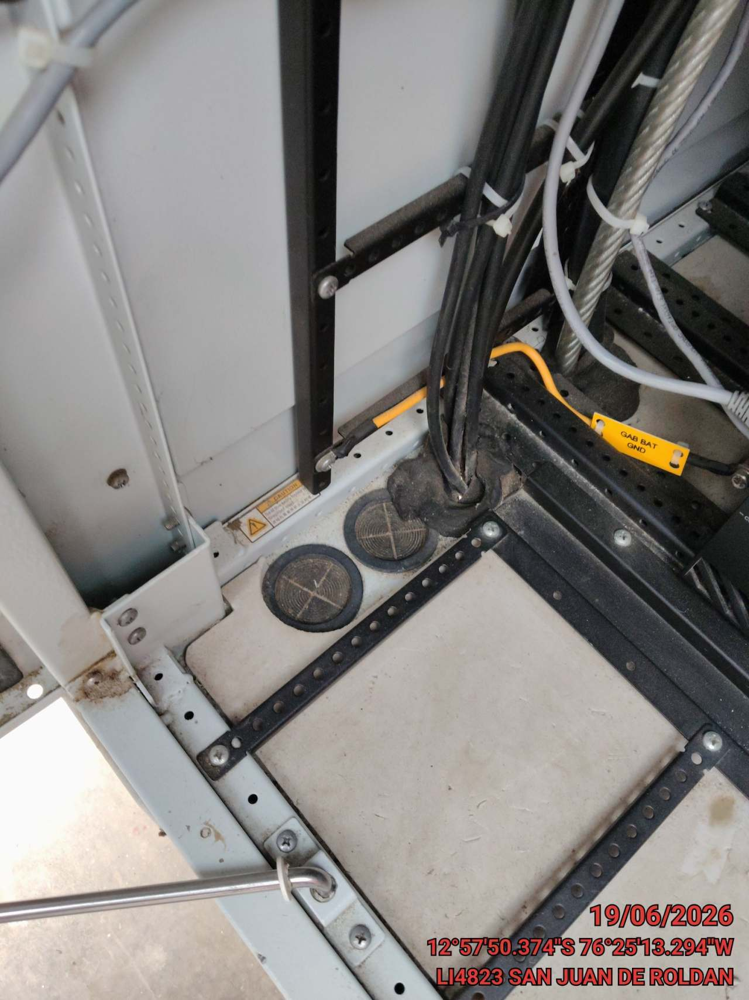 ⚠ CAUTION
GAB BAT
GND
19/06/2026
12°57'50.374"S 76°25'13.294"W
LI4823 SAN JUAN DE ROLDAN